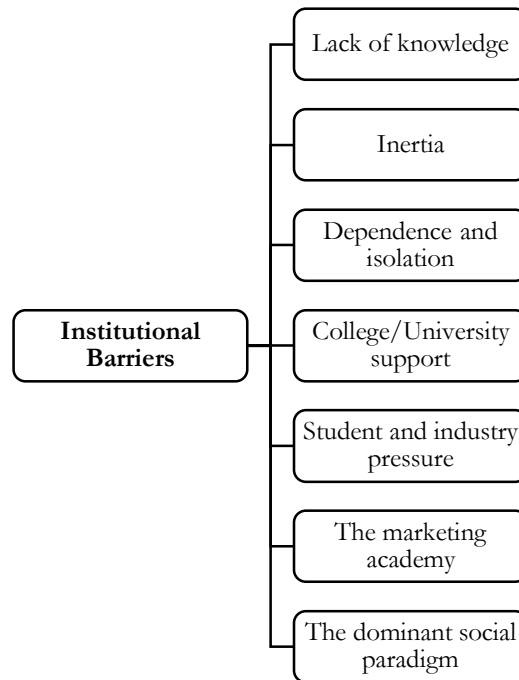 Lack of knowledge
Inertia
Dependence and
isolation
Institutional
Barriers
College/University
support
Student and industry
pressure
The marketing
academy
The dominant social
paradigm